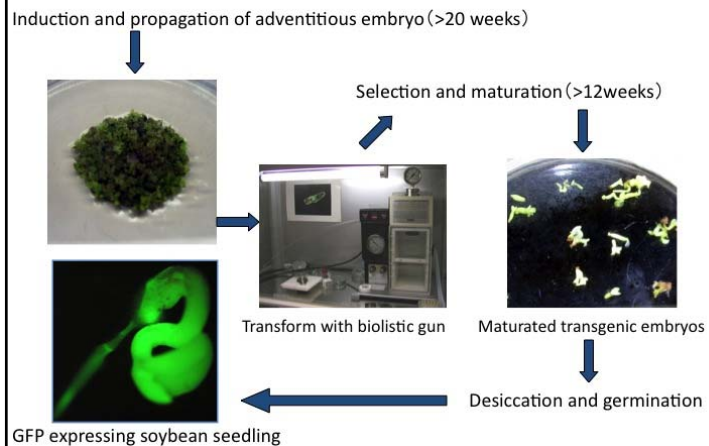 Induction and propagation of adventitious embryo（>20 weeks）
Selection and maturation（>12weeks）
Transform with biolistic gun
Maturated transgenic embryos
Desiccation and germination
GFP expressing soybean seedling